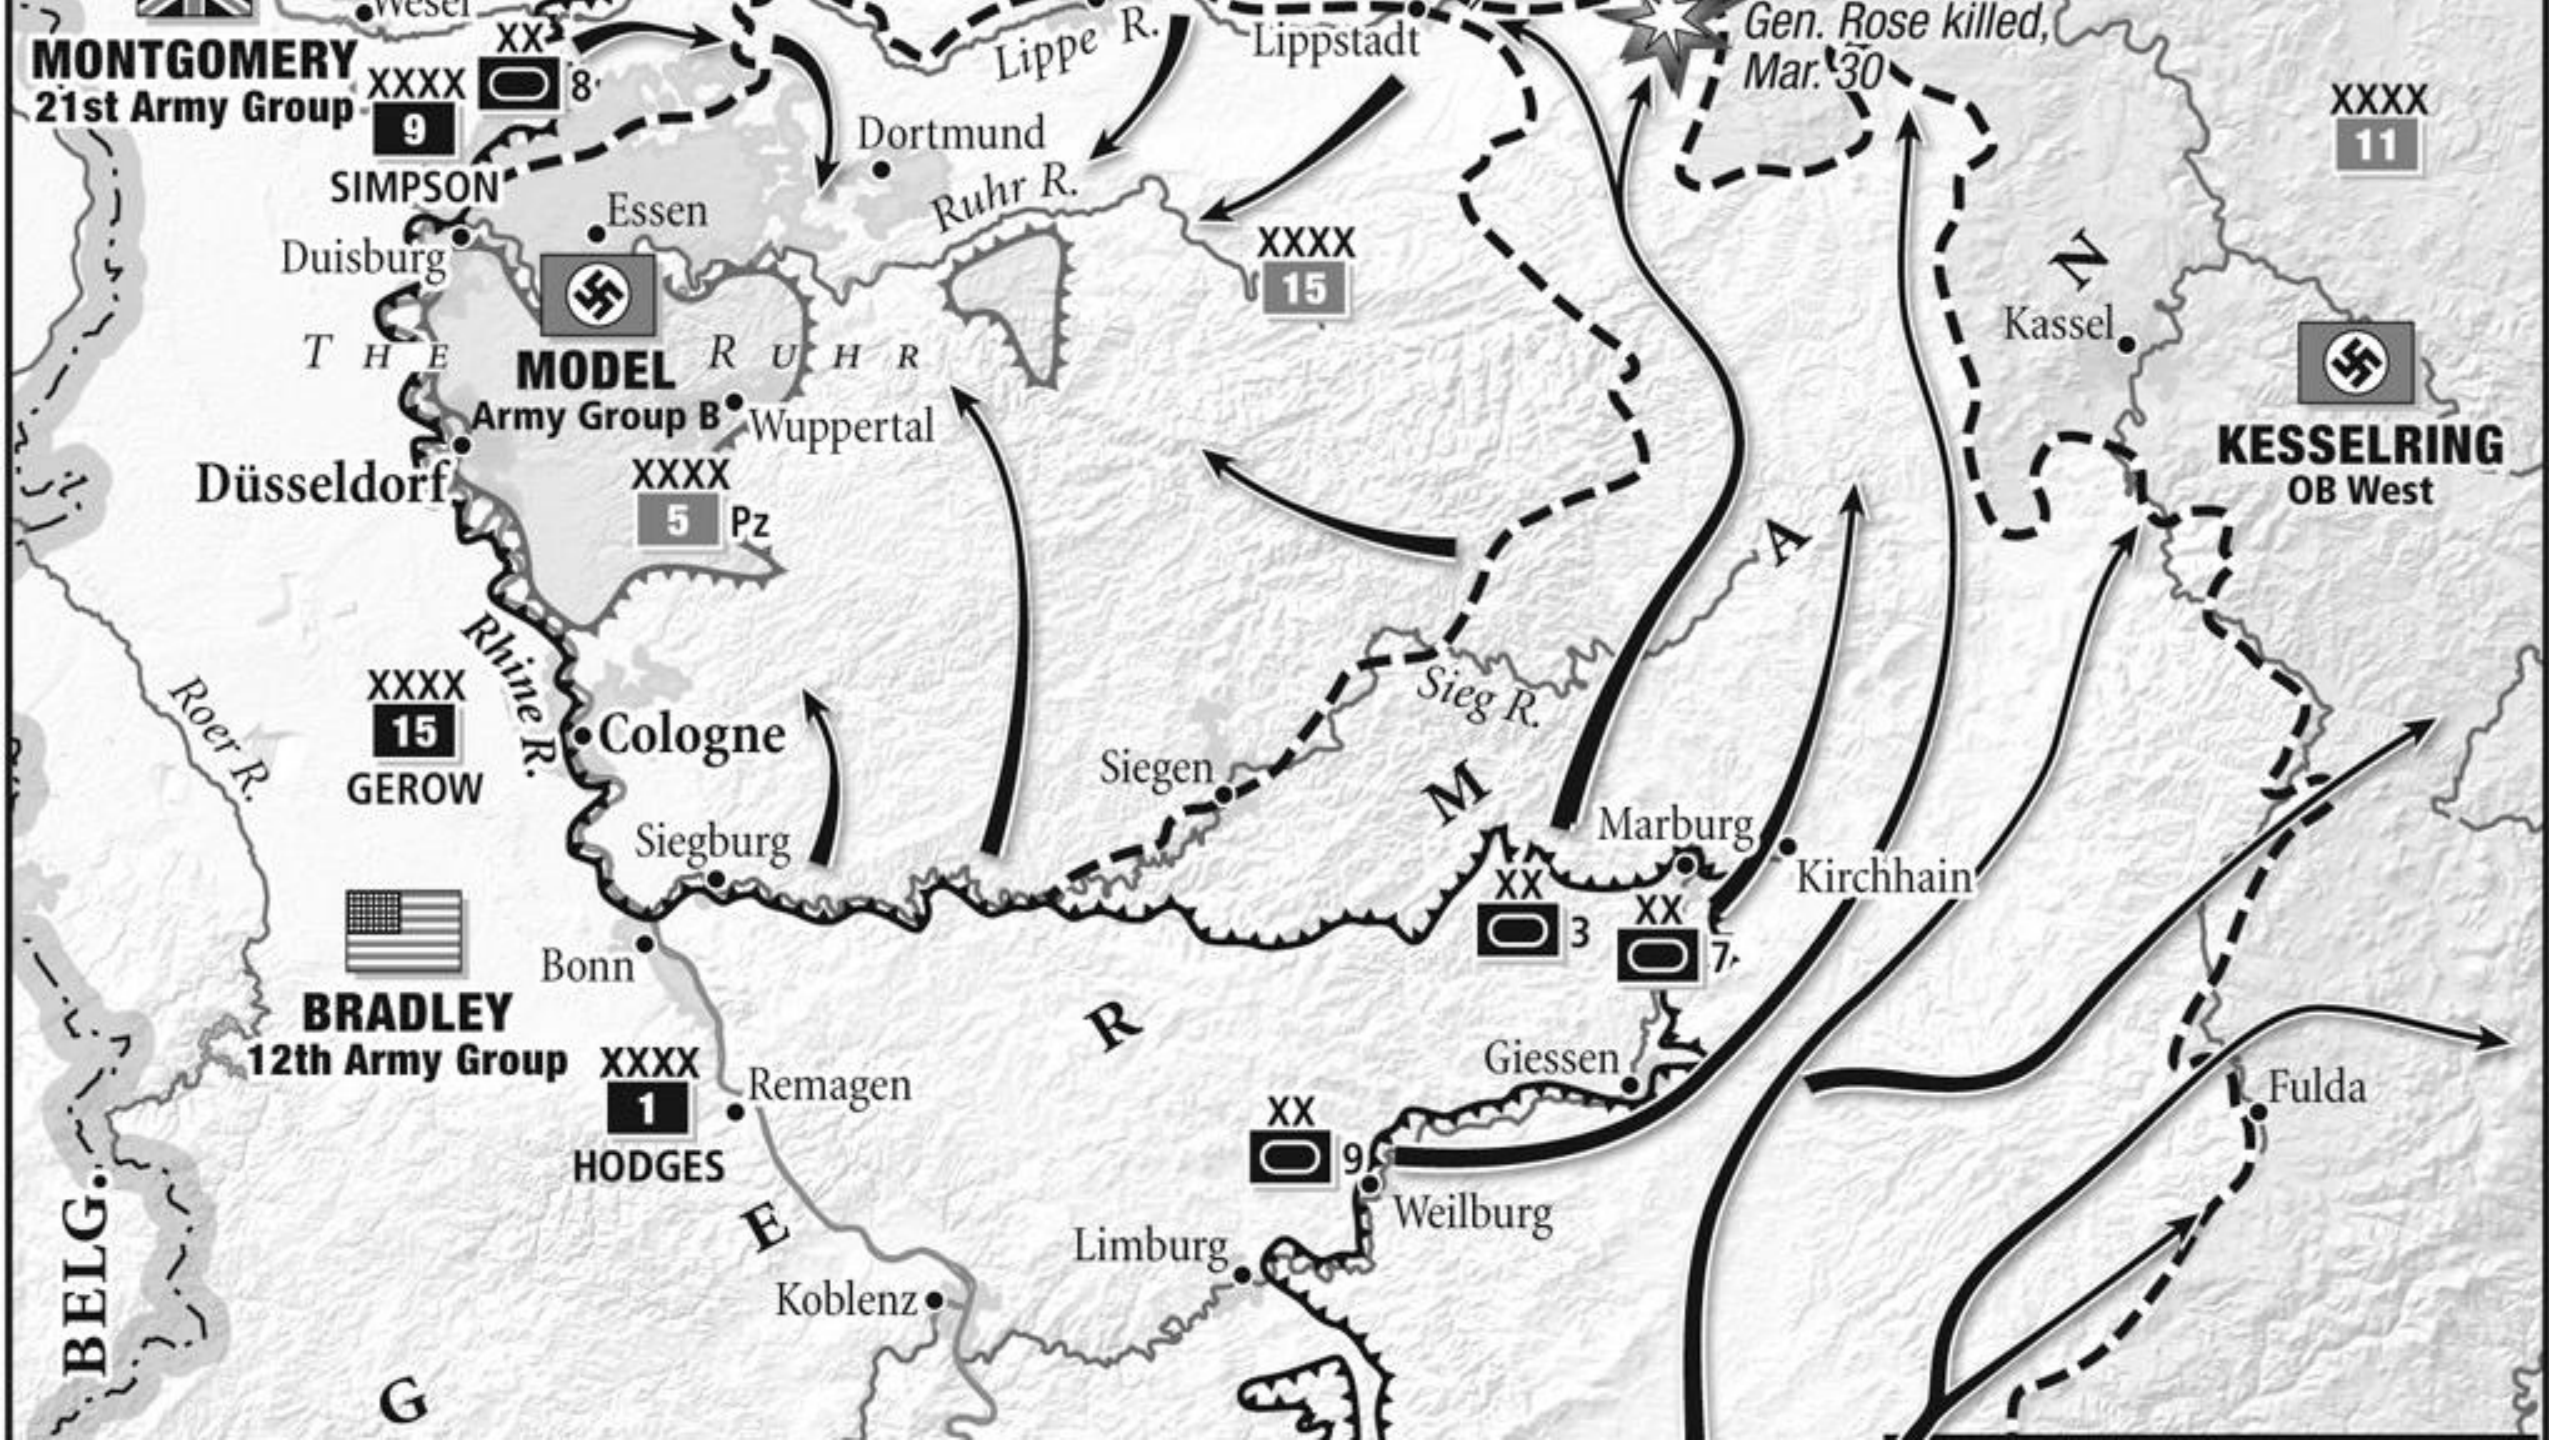 Wesel
MONTGOMERY
21st Army Group
XXXX
9
SIMPSON
XX
8
Lippe R.
Lippstadt
Gen. Rose killed,
Mar. 30
XXXX
11
Dortmund
Ruhr R.
Essen
Duisburg
XXXX
15
N
Kassel
THE RUHR
MODEL
Army Group B
Wuppertal
KESSELRING
OB West
Düsseldorf
XXXX
5 Pz
A
Rhine R.
Roer R.
XXXX
15
GEROW
Cologne
Sieg R.
Siegen
M
Siegburg
Marburg
Kirchhain
XX
3
XX
7
Bonn
BRADLEY
12th Army Group
R
XXXX
1
HODGES
Remagen
Giessen
Fulda
XX
9
Weilburg
E
Limburg
Koblenz
BELG.
G